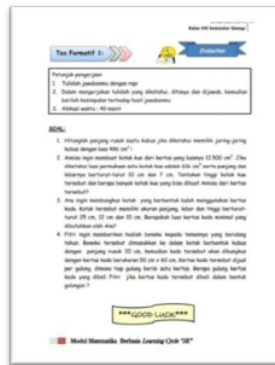 Kelas VIII Semester Genap
Tes Formatif 1:
Evaluation
Petunjuk pengerjaan
1. Tulislah jawabanmu dengan rapi
2. Dalam mengerjakan tulislah yang diketahui, ditanya dan dijawab, kemudian
berilah kesimpulan terhadap hasil jawabanmu
3. Alokasi waktu : 40 menit
SOAL:
1. Hitunglah panjang rusuk suatu kubus jika diketahui memiliki jaring-jaring
kubus dengan luas 486 cm² !
2. Annisa ingin membuat kotak kue dari kertas yang luasnya 12.500 cm². Jika
diketahui luas permukaan satu kotak kue adalah cm² serta panjang dan
lebarnya berturut-turut 10 cm dan 7 cm. Tentukan tinggi kotak kue
tersebut dan berapa banyak kotak kue yang bisa dibuat Annisa dari kertas
tersebut?
3. Ana ingin membungkus kotak yang berbentuk balok menggunakan kertas
kado. Kotak tersebut memiliki ukuran panjang, lebar dan tinggi berturut-
turut 25 cm, 12 cm dan 10 cm. Berapakah luas kertas kado minimal yang
dibutuhkan oleh Ana?
4. Fitri ingin memberikan hadiah boneka kepada temannya yang berulang
tahun. Boneka tersebut dimasukkan ke dalam kotak berbentuk kubus
dengan panjang rusuk 30 cm, kemudian kado tersebut akan dibungkus
dengan kertas kado berukuran 50 cm x 60 cm. Kertas kado tersebut dijual
per gulung, dimana tiap gulung berisi satu kertas. Berapa gulung kertas
kado yang dibeli Fitri jika kertas kado tersebut dibeli dalam bentuk
gulungan ?
***GOOD LUCK***
Modul Matematika Berbasis Learning Cycle "5E"